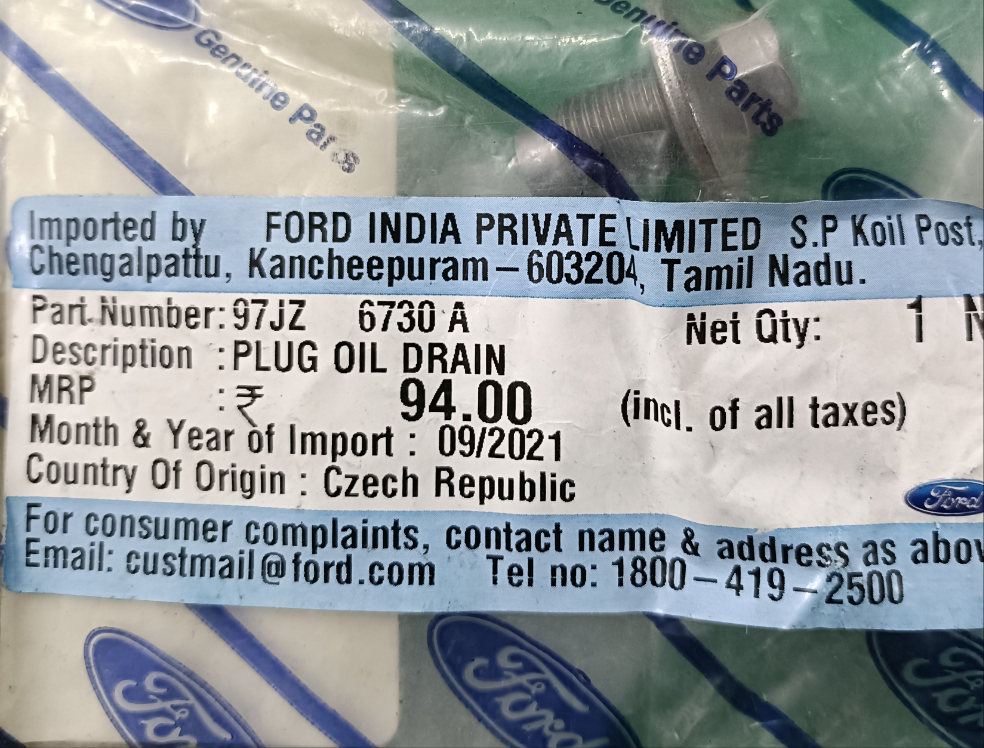 Genuine Parts
Genuine Parts
Imported by FORD INDIA PRIVATE LIMITED S.P Koil Post,
Chengalpattu, Kancheepuram-603204, Tamil Nadu.
Part Number: 97JZ 6730 A Net Qty: 1 N
Description : PLUG OIL DRAIN
MRP : ₹ 94.00 (incl. of all taxes)
Month & Year of Import : 09/2021
Country Of Origin : Czech Republic
Ford
For consumer complaints, contact name & address as abov
Email: custmail@ford.com Tel no: 1800-419-2500
Ford
Ford
Ford